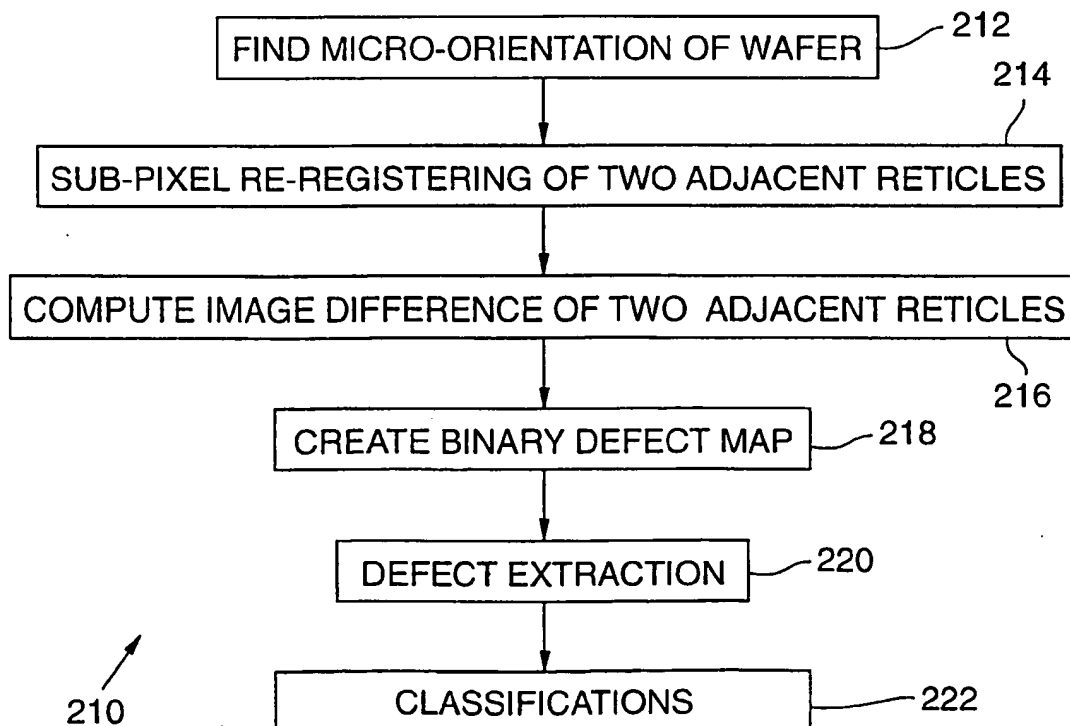 FIND MICRO-ORIENTATION OF WAFER
212
214
SUB-PIXEL RE-REGISTERING OF TWO ADJACENT RETICLES
COMPUTE IMAGE DIFFERENCE OF TWO ADJACENT RETICLES
216
CREATE BINARY DEFECT MAP
218
DEFECT EXTRACTION
220
210
CLASSIFICATIONS
222